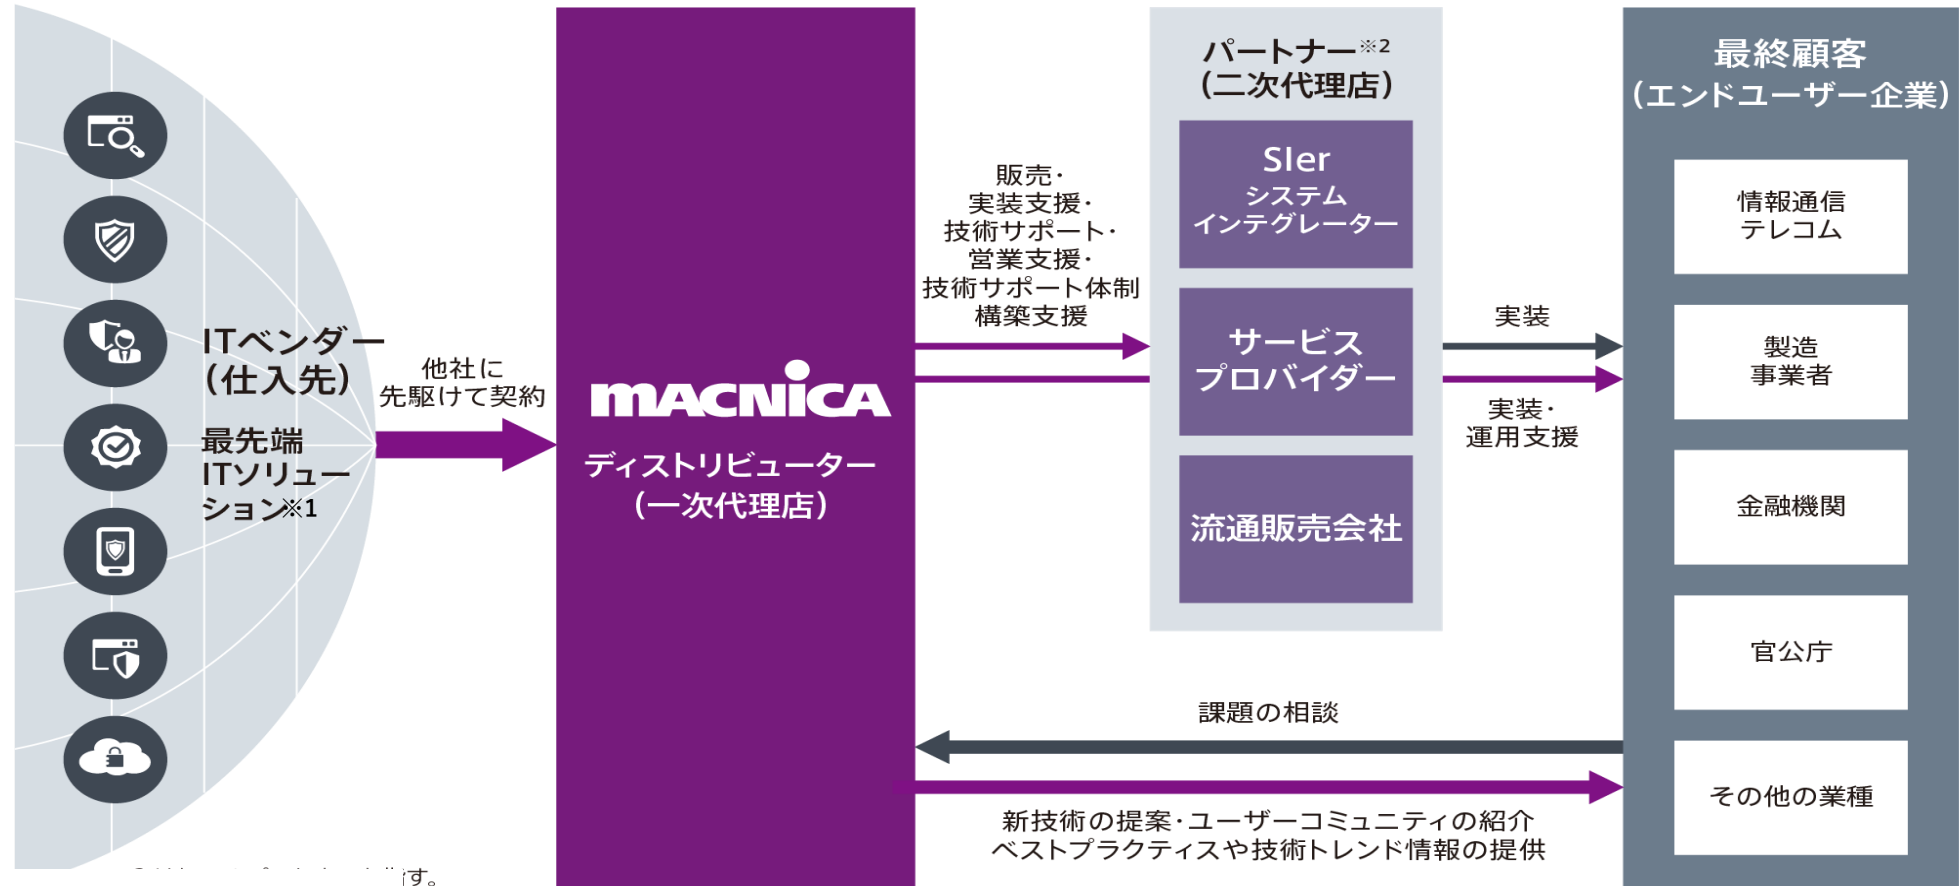 ITベンダー
(仕入先)
最先端
ITソリュー
ション※1
他社に
先駆けて契約
MACNICA
ディストリビューター
(一次代理店)
販売・
実装支援・
技術サポート・
営業支援・
技術サポート体制
構築支援
パートナー※2
(二次代理店)
SIer
システム
インテグレーター
サービス
プロバイダー
流通販売会社
実装
実装・
運用支援
最終顧客
(エンドユーザー企業)
情報通信
テレコム
製造
事業者
金融機関
官公庁
その他の業種
課題の相談
新技術の提案・ユーザーコミュニティの紹介
ベストプラクティスや技術トレンド情報の提供
す。